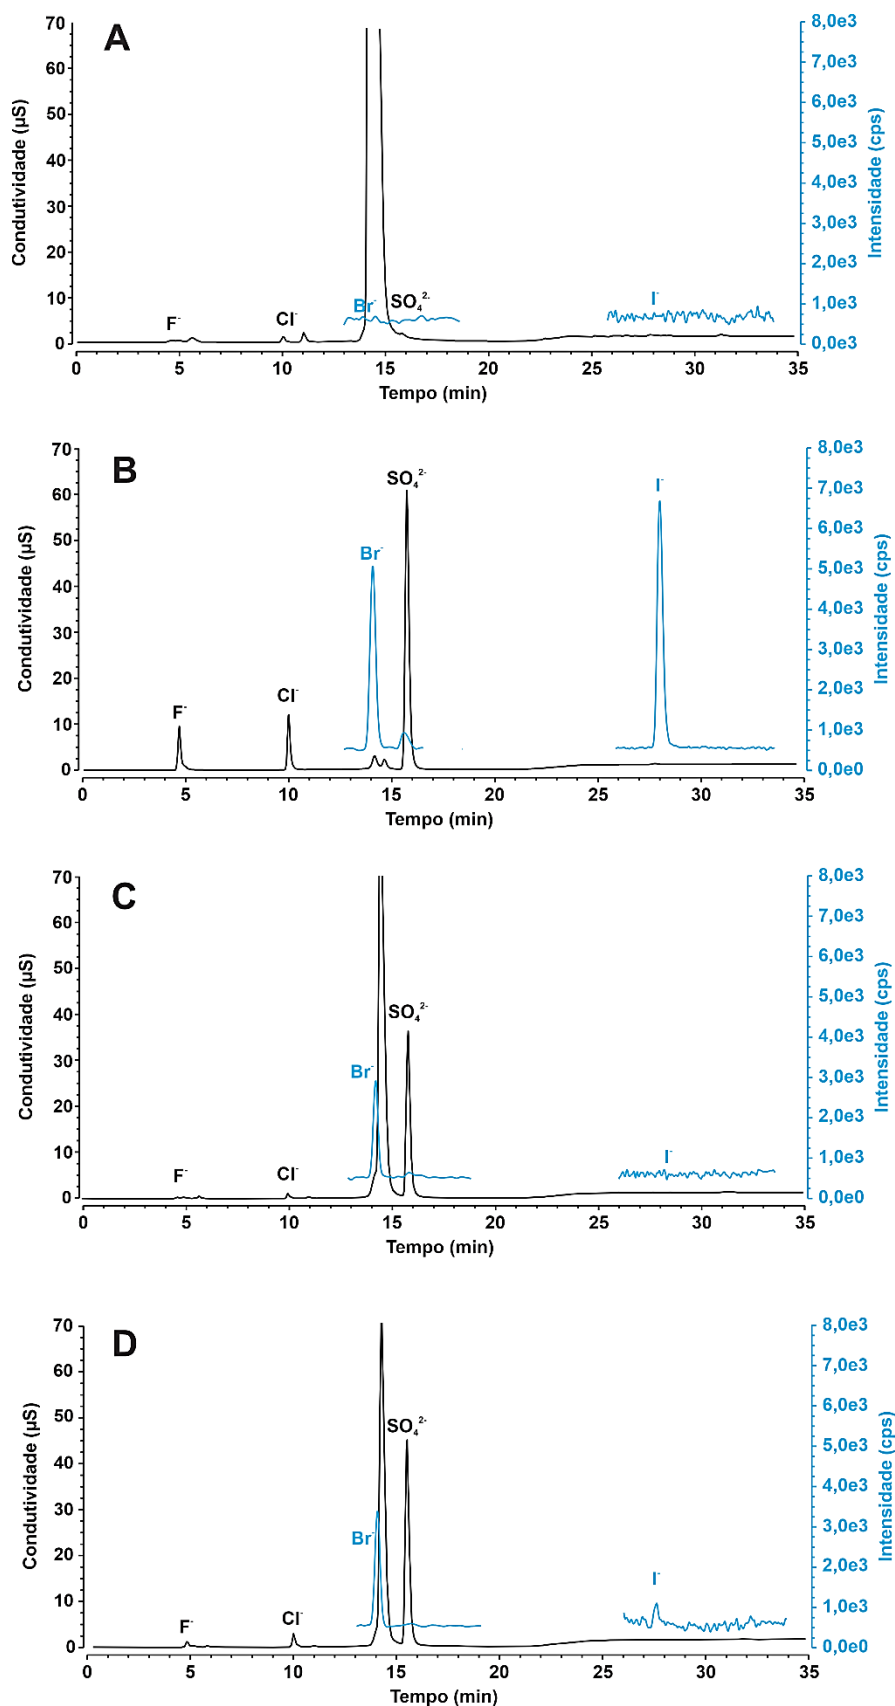 A
Condutividade (µS)
70
60
50
40
30
20
10
0
F⁻
Cl⁻
Br⁻
SO₄²⁻
I⁻
8,0e3
7,0e3
6,0e3
5,0e3
4,0e3
3,0e3
2,0e3
1,0e3
0,0e3
Intensidade (cps)
0 5 10 15 20 25 30 35
Tempo (min)
B
Condutividade (µS)
70
60
50
40
30
20
10
0
F⁻
Cl⁻
Br⁻
SO₄²⁻
I⁻
8,0e3
7,0e3
6,0e3
5,0e3
4,0e3
3,0e3
2,0e3
1,0e3
0,0e0
Intensidade (cps)
0 5 10 15 20 25 30 35
Tempo (min)
C
Condutividade (µS)
70
60
50
40
30
20
10
0
F⁻
Cl⁻
Br⁻
SO₄²⁻
I⁻
8,0e3
7,0e3
6,0e3
5,0e3
4,0e3
3,0e3
2,0e3
1,0e3
0,0e3
Intensidade (cps)
0 5 10 15 20 25 30 35
Tempo (min)
D
Condutividade (µS)
70
60
50
40
30
20
10
0
F⁻
Cl⁻
Br⁻
SO₄²⁻
I⁻
8,0e3
7,0e3
6,0e3
5,0e3
4,0e3
3,0e3
2,0e3
1,0e3
0,0e3
Intensidade (cps)
0 5 10 15 20 25 30 35
Tempo (min)